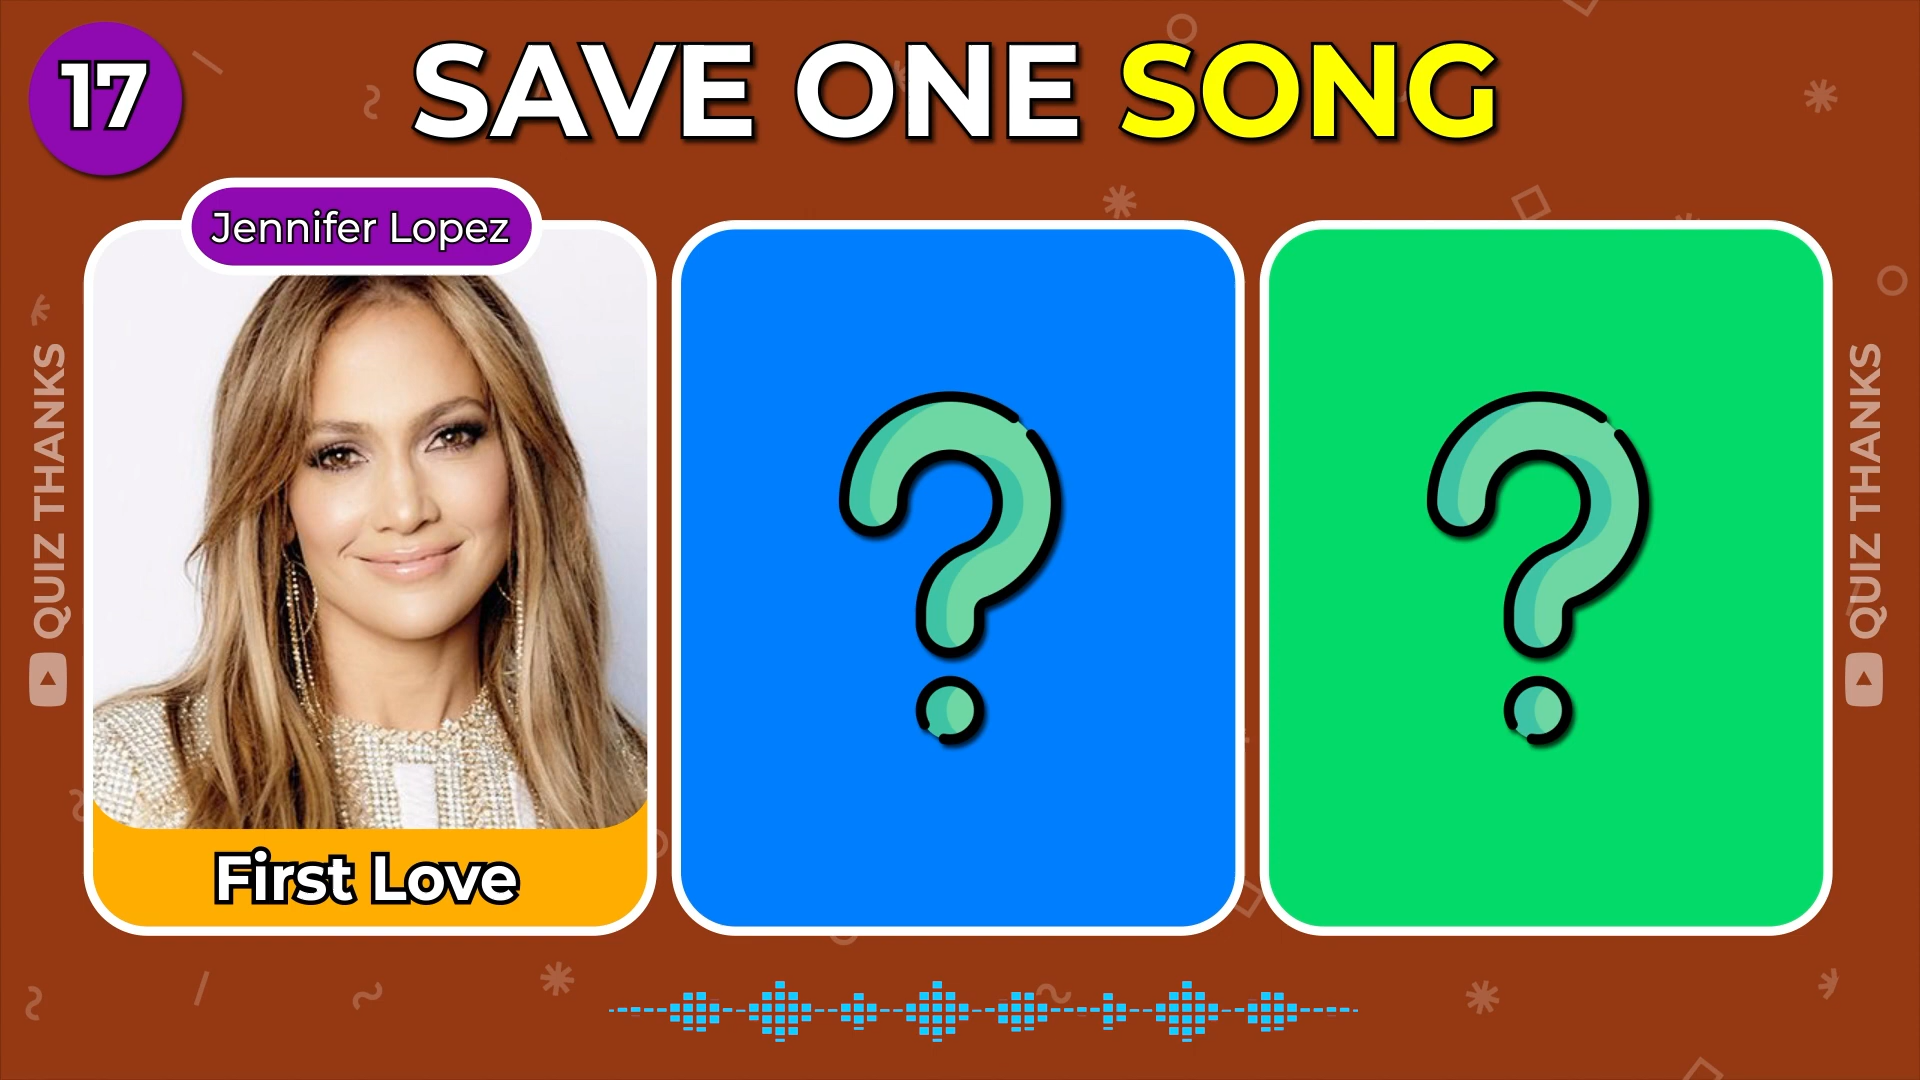 17
SAVE ONE SONG
Jennifer Lopez
First Love
QUIZ THANKS
QUIZ THANKS